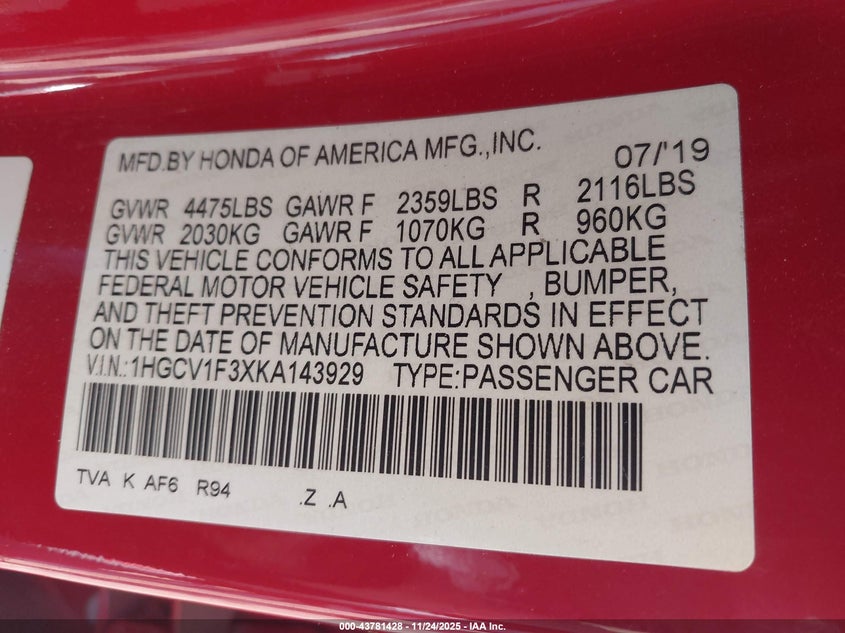 MFD.BY HONDA OF AMERICA MFG.,INC. 07/'19
GVWR 4475LBS GAWR F 2359LBS R 2116LBS
GVWR 2030KG GAWR F 1070KG R 960KG
THIS VEHICLE CONFORMS TO ALL APPLICABLE
FEDERAL MOTOR VEHICLE SAFETY , BUMPER,
AND THEFT PREVENTION STANDARDS IN EFFECT
ON THE DATE OF MANUFACTURE SHOWN ABOVE.
V.I.N.:1HGCV1F3XKA143929 TYPE:PASSENGER CAR
TVA K AF6 R94 .Z .A
000-43781428 - 11/24/2025 - IAA Inc.